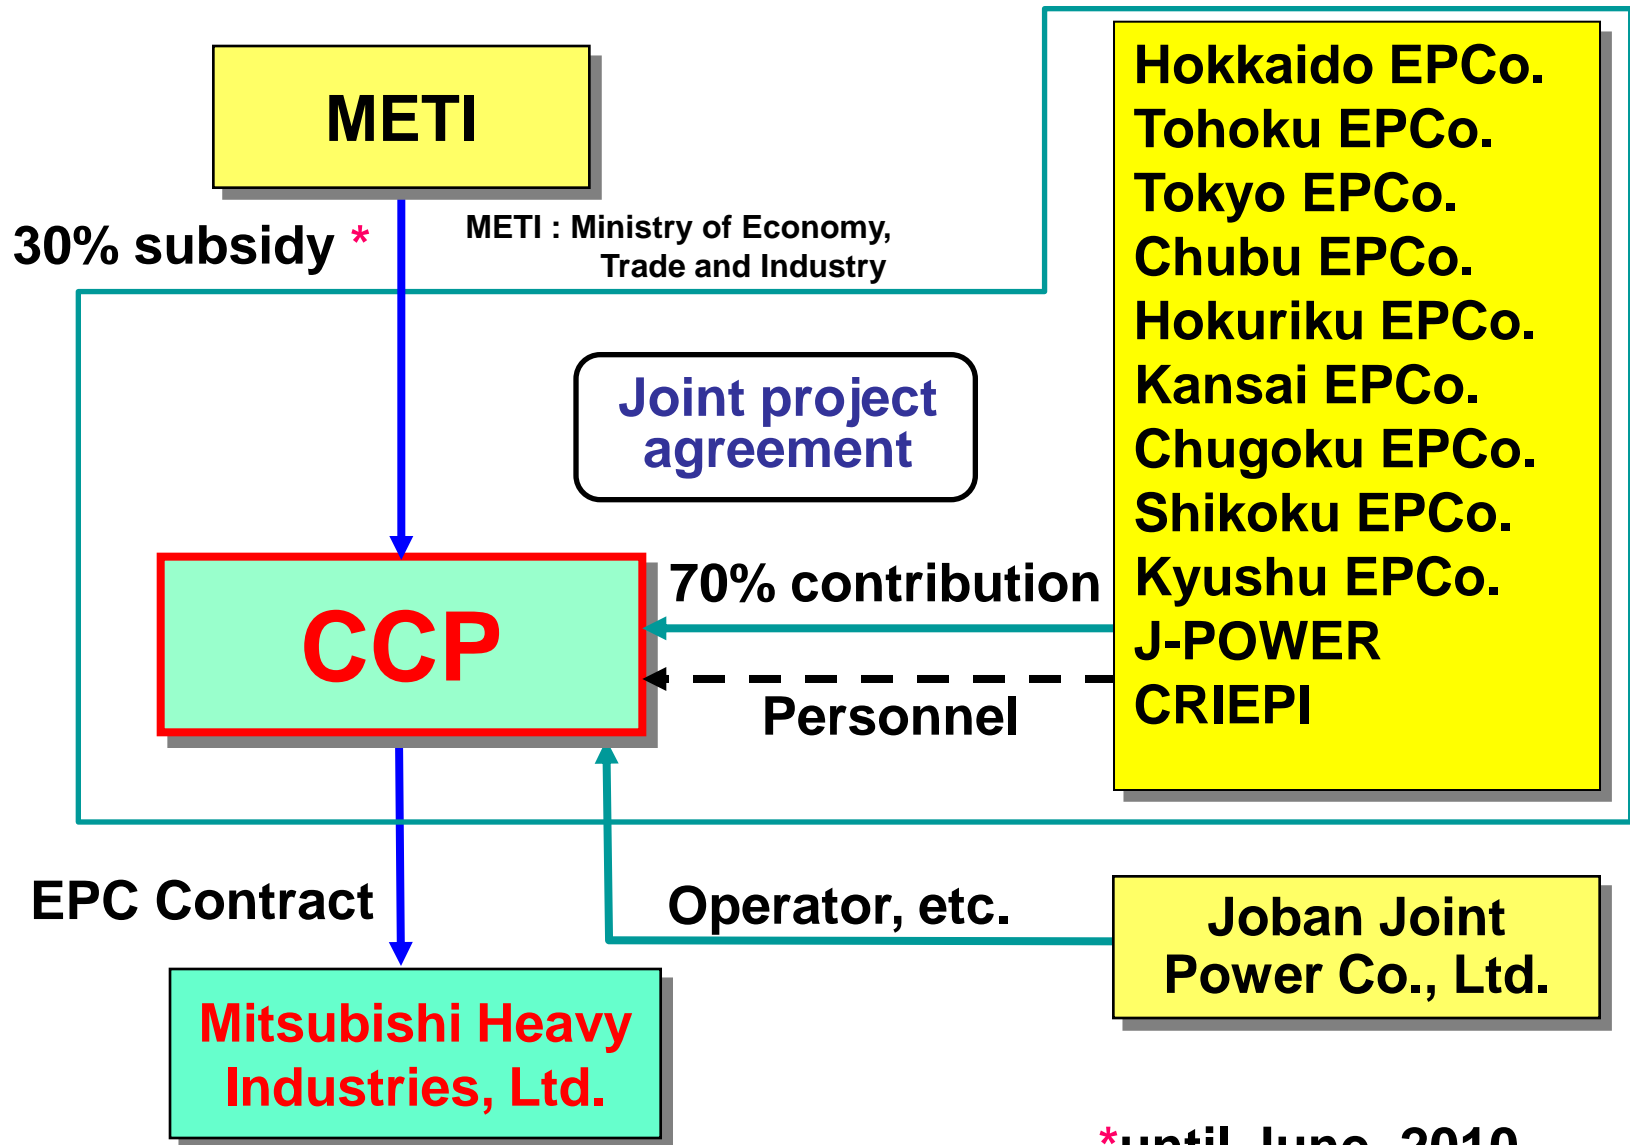 METI
30% subsidy *
METI : Ministry of Economy,
Trade and Industry
Hokkaido EPCo.
Tohoku EPCo.
Tokyo EPCo.
Chubu EPCo.
Hokuriku EPCo.
Kansai EPCo.
Chugoku EPCo.
Shikoku EPCo.
Kyushu EPCo.
J-POWER
CRIEPI
Joint project
agreement
70% contribution
CCP
Personnel
EPC Contract
Operator, etc.
Joban Joint
Power Co., Ltd.
Mitsubishi Heavy
Industries, Ltd.
*until June, 2010